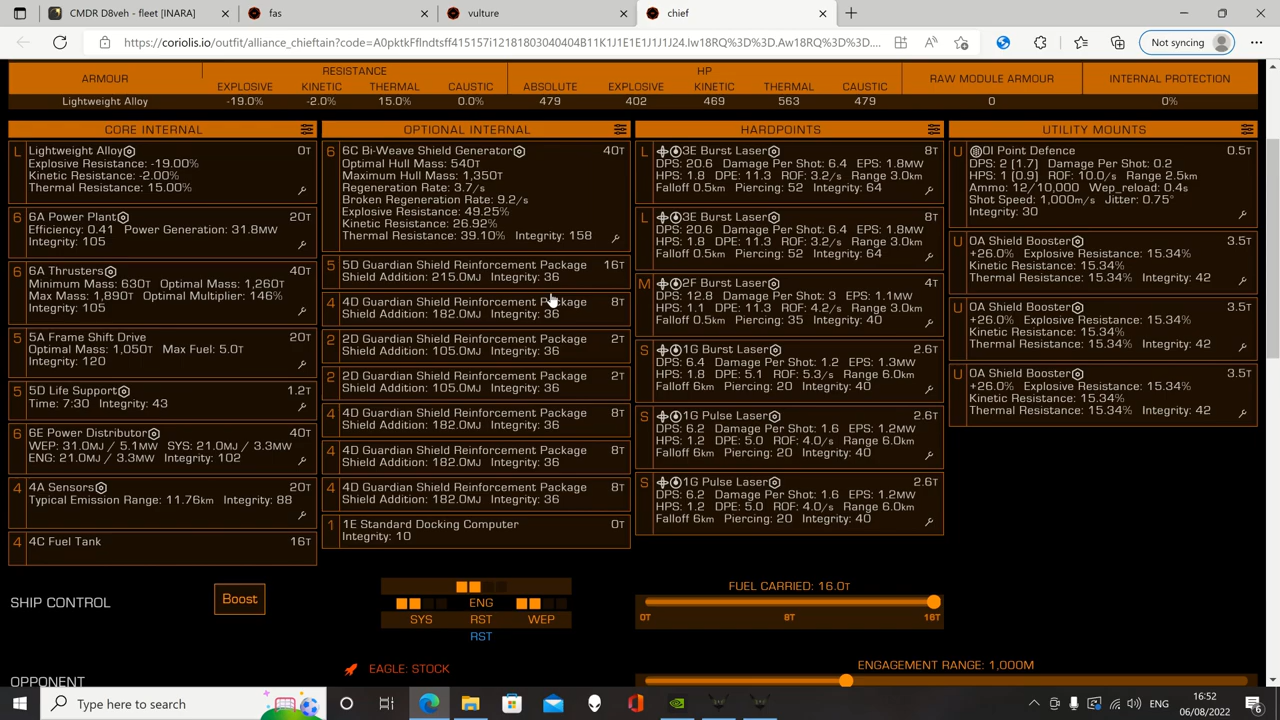 CMDR D8veh - fleet [INARA]
fas
vulture
chief
https://coriolis.io/outfit/alliance_chieftain?code=A0pktkFflndtsff415157i12181803040404B11K1J1E1E1J1J1J24.Iw18RQ%3D%3D.Aw18RQ%3D%3D....
Not syncing
ARMOUR
RESISTANCE
HP
RAW MODULE ARMOUR
INTERNAL PROTECTION
EXPLOSIVE KINETIC THERMAL CAUSTIC ABSOLUTE EXPLOSIVE KINETIC THERMAL CAUSTIC
Lightweight Alloy -19.0% -2.0% 15.0% 0.0% 479 402 469 563 479 0 0%
CORE INTERNAL
L Lightweight Alloy 0T
Explosive Resistance: -19.00%
Kinetic Resistance: -2.00%
Thermal Resistance: 15.00%
6 6A Power Plant 20T
Efficiency: 0.41 Power Generation: 31.8MW
Integrity: 105
6 6A Thrusters 40T
Minimum Mass: 630T Optimal Mass: 1,260T
Max Mass: 1,890T Optimal Multiplier: 146%
Integrity: 105
5 5A Frame Shift Drive 20T
Optimal Mass: 1,050T Max Fuel: 5.0T
Integrity: 120
5 5D Life Support 1.2T
Time: 7:30 Integrity: 43
6 6E Power Distributor 40T
WEP: 31.0MJ / 5.1MW SYS: 21.0MJ / 3.3MW
ENG: 21.0MJ / 3.3MW Integrity: 102
4 4A Sensors 20T
Typical Emission Range: 11.76KM Integrity: 88
4 4C Fuel Tank 16T
OPTIONAL INTERNAL
6 6C Bi-Weave Shield Generator 40T
Optimal Hull Mass: 540T
Maximum Hull Mass: 1,350T
Regeneration Rate: 3.7/s
Broken Regeneration Rate: 9.2/s
Explosive Resistance: 49.25%
Kinetic Resistance: 26.92%
Thermal Resistance: 39.10% Integrity: 158
5 5D Guardian Shield Reinforcement Package 16T
Shield Addition: 215.0MJ Integrity: 36
4 4D Guardian Shield Reinforcement Package 8T
Shield Addition: 182.0MJ Integrity: 36
2 2D Guardian Shield Reinforcement Package 2T
Shield Addition: 105.0MJ Integrity: 36
2 2D Guardian Shield Reinforcement Package 2T
Shield Addition: 105.0MJ Integrity: 36
4 4D Guardian Shield Reinforcement Package 8T
Shield Addition: 182.0MJ Integrity: 36
4 4D Guardian Shield Reinforcement Package 8T
Shield Addition: 182.0MJ Integrity: 36
4 4D Guardian Shield Reinforcement Package 8T
Shield Addition: 182.0MJ Integrity: 36
1 1E Standard Docking Computer 0T
Integrity: 10
HARDPOINTS
L 3E Burst Laser 8T
DPS: 20.6 Damage Per Shot: 6.4 EPS: 1.8MW
HPS: 1.8 DPE: 11.3 ROF: 3.2/s Range 3.0KM
Falloff 0.5KM Piercing: 52 Integrity: 64
L 3E Burst Laser 8T
DPS: 20.6 Damage Per Shot: 6.4 EPS: 1.8MW
HPS: 1.8 DPE: 11.3 ROF: 3.2/s Range 3.0KM
Falloff 0.5KM Piercing: 52 Integrity: 64
M 2F Burst Laser 4T
DPS: 12.8 Damage Per Shot: 3 EPS: 1.1MW
HPS: 1.1 DPE: 11.3 ROF: 4.2/s Range 3.0KM
Falloff 0.5KM Piercing: 35 Integrity: 40
S 1G Burst Laser 2.6T
DPS: 6.4 Damage Per Shot: 1.2 EPS: 1.3MW
HPS: 1.8 DPE: 5.1 ROF: 5.3/s Range 6.0KM
Falloff 6KM Piercing: 20 Integrity: 40
S 1G Pulse Laser 2.6T
DPS: 6.2 Damage Per Shot: 1.6 EPS: 1.2MW
HPS: 1.2 DPE: 5.0 ROF: 4.0/s Range 6.0KM
Falloff 6KM Piercing: 20 Integrity: 40
S 1G Pulse Laser 2.6T
DPS: 6.2 Damage Per Shot: 1.6 EPS: 1.2MW
HPS: 1.2 DPE: 5.0 ROF: 4.0/s Range 6.0KM
Falloff 6KM Piercing: 20 Integrity: 40
UTILITY MOUNTS
U 0I Point Defence 0.5T
DPS: 2 [1.7] Damage Per Shot: 0.2
HPS: 1 [0.9] ROF: 10.0/s Range 2.5KM
Ammo: 12/10,000 Wep_reload: 0.4s
Shot Speed: 1,000m/s Jitter: 0.75°
Integrity: 30
U 0A Shield Booster 3.5T
+26.0% Explosive Resistance: 15.34%
Kinetic Resistance: 15.34%
Thermal Resistance: 15.34% Integrity: 42
U 0A Shield Booster 3.5T
+26.0% Explosive Resistance: 15.34%
Kinetic Resistance: 15.34%
Thermal Resistance: 15.34% Integrity: 42
U 0A Shield Booster 3.5T
+26.0% Explosive Resistance: 15.34%
Kinetic Resistance: 15.34%
Thermal Resistance: 15.34% Integrity: 42
SHIP CONTROL
Boost
ENG
SYS RST WEP
RST
FUEL CARRIED: 16.0T
0T 8T 16T
OPPONENT
EAGLE: STOCK
ENGAGEMENT RANGE: 1,000M
Type here to search
ENG
16:52
06/08/2022
6